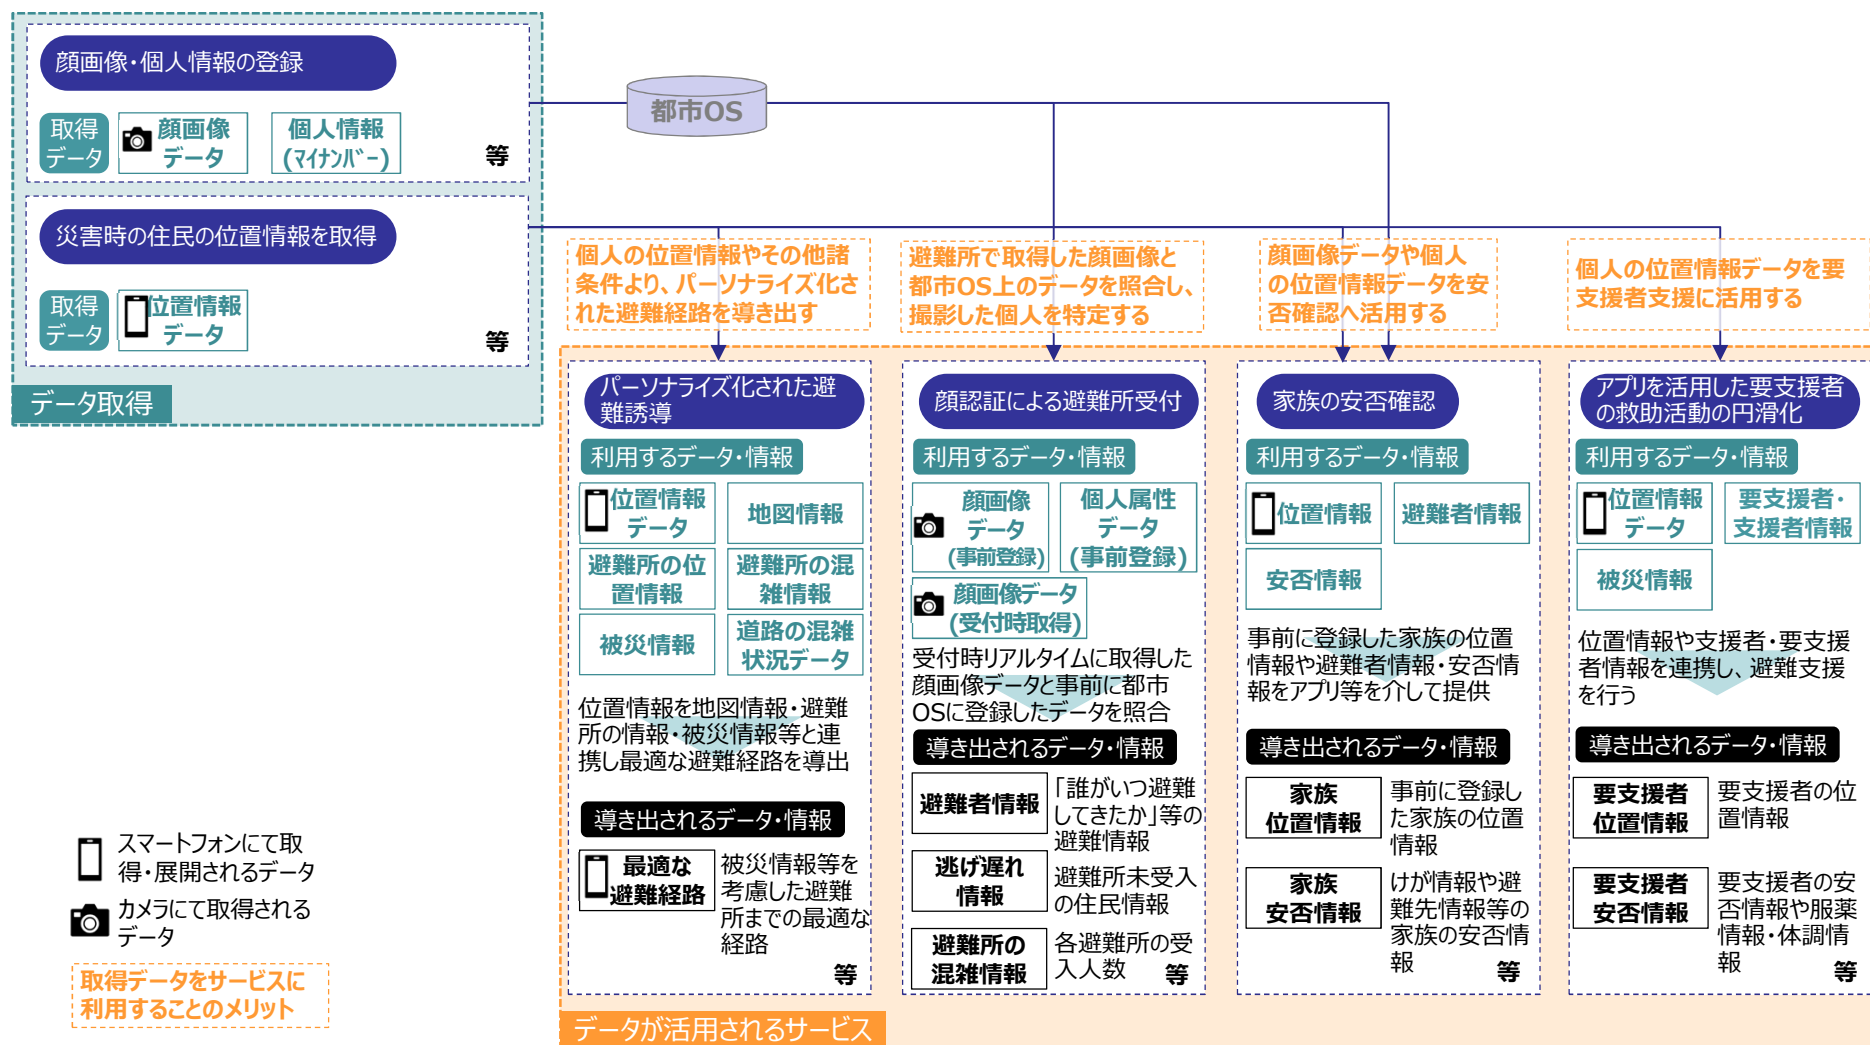 顔画像・個人情報の登録
取得
データ
顔画像
データ
個人情報
(マイナンバー)
等
都市OS
災害時の住民の位置情報を取得
取得
データ
位置情報
データ
等
データ取得
個人の位置情報やその他諸
条件より、パーソナライズ化さ
れた避難経路を導き出す
避難所で取得した顔画像と
都市OS上のデータを照合し、
撮影した個人を特定する
顔画像データや個人
の位置情報データを安
否確認へ活用する
個人の位置情報データを要
支援者支援に活用する
パーソナライズ化された避
難誘導
利用するデータ・情報
位置情報
データ
地図情報
避難所の位
置情報
避難所の混
雑情報
被災情報
道路の混雑
状況データ
位置情報を地図情報・避難
所の情報・被災情報等と連
携し最適な避難経路を導出
導き出されるデータ・情報
最適な
避難経路
被災情報等を
考慮した避難
所までの最適な
経路
等
顔認証による避難所受付
利用するデータ・情報
顔画像
データ
(事前登録)
個人属性
データ
(事前登録)
顔画像データ
(受付時取得)
受付時リアルタイムに取得した
顔画像データと事前に都市
OSに登録したデータを照合
導き出されるデータ・情報
避難者情報
「誰がいつ避難
してきたか」等の
避難情報
逃げ遅れ
情報
避難所未受入
の住民情報
避難所の
混雑情報
各避難所の受
入人数
等
家族の安否確認
利用するデータ・情報
位置情報
避難者情報
安否情報
事前に登録した家族の位置
情報や避難者情報・安否情
報をアプリ等を介して提供
導き出されるデータ・情報
家族
位置情報
事前に登録し
た家族の位置
情報
家族
安否情報
けが情報や避
難先情報等の
家族の安否情
報
等
アプリを活用した要支援者
の救助活動の円滑化
利用するデータ・情報
位置情報
データ
要支援者・
支援者情報
被災情報
位置情報や支援者・要支援
者情報を連携し、避難支援
を行う
導き出されるデータ・情報
要支援者
位置情報
要支援者の位
置情報
要支援者
安否情報
要支援者の安
否情報や服薬
情報・体調情
報
等
データが活用されるサービス
スマートフォンにて取
得・展開されるデータ
カメラにて取得される
データ
取得データをサービスに
利用することのメリット